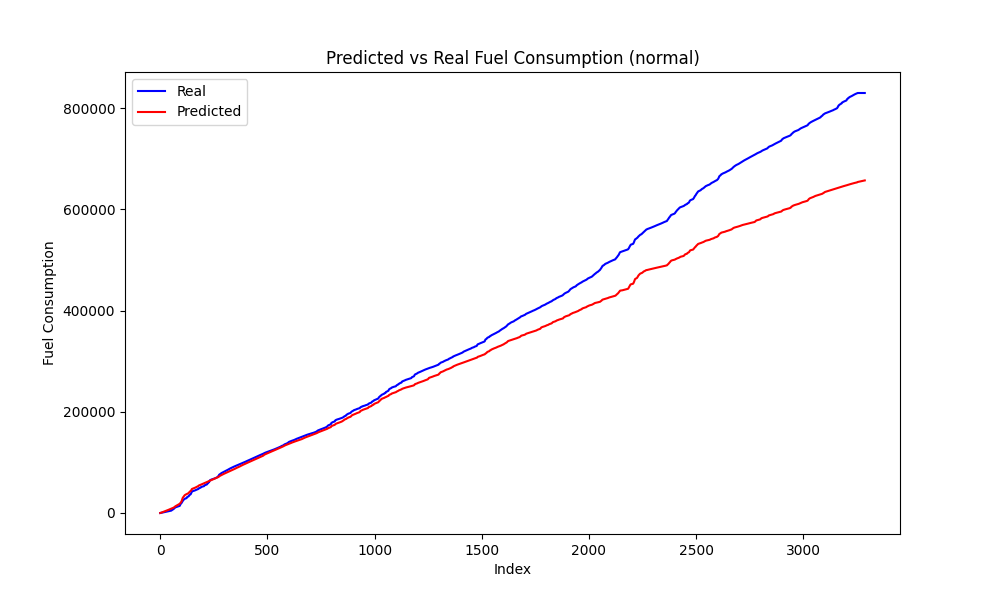 Predicted vs Real Fuel Consumption (normal)
Real
Predicted
800000
600000
400000
200000
0
Fuel Consumption
0 500 1000 1500 2000 2500 3000
Index